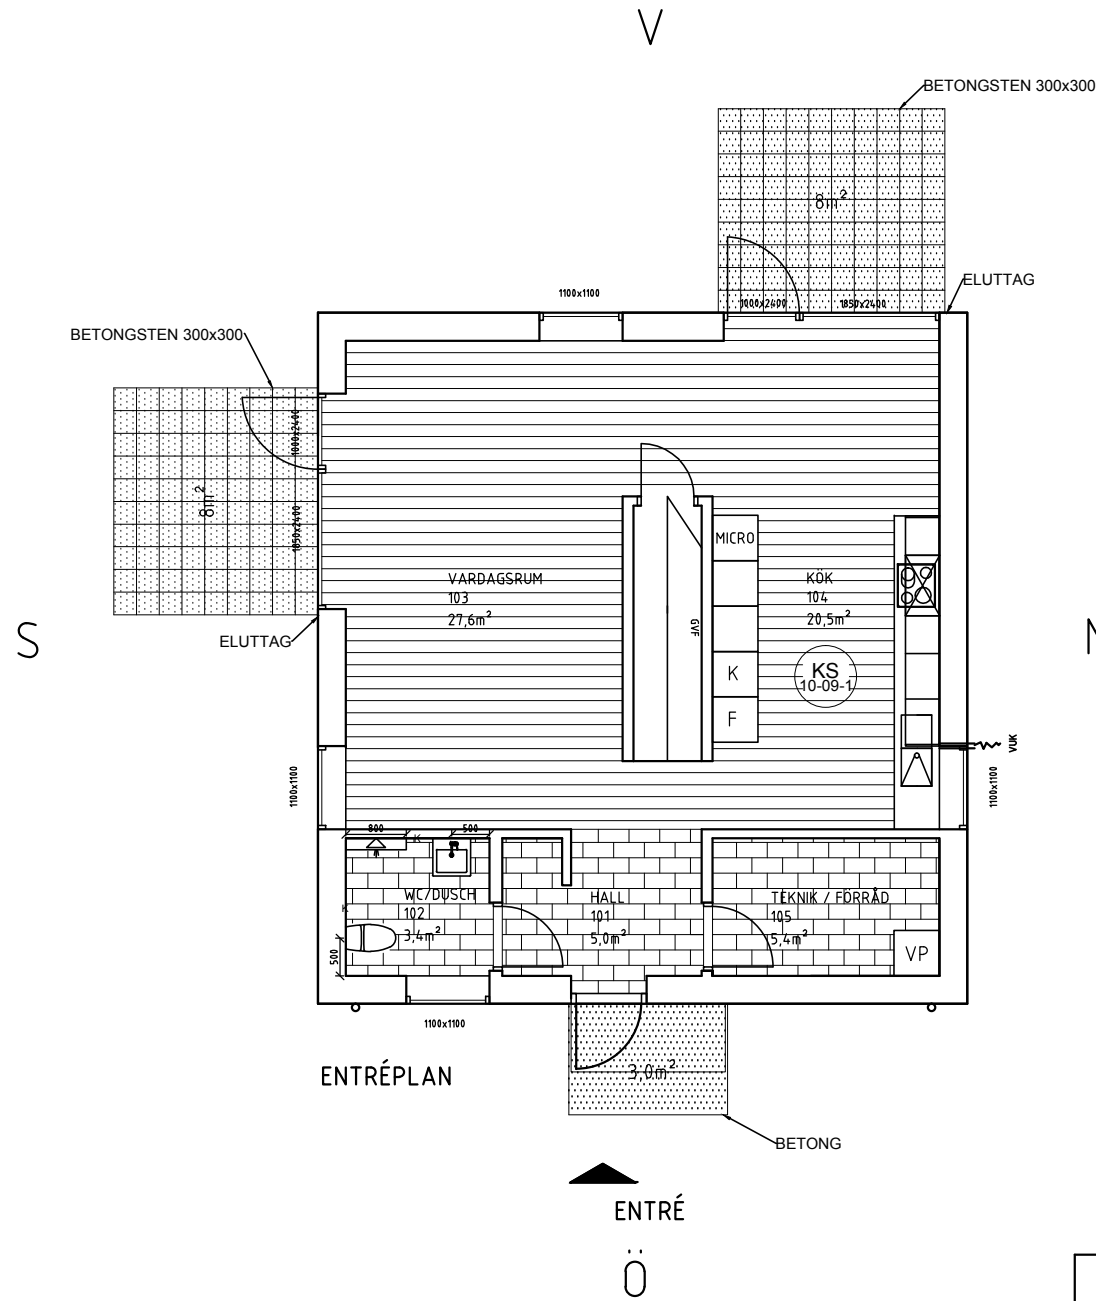 V
BETONGSTEN 300x300
8m²
ELUTTAG
1100x1100
1000x2400
1850x2400
BETONGSTEN 300x300
1000x2400
8m²
1850x2400
MICRO
VARDAGSRUM
103
27,6m²
KÖK
104
20,5m²
GVF
S
ELUTTAG
K
KS
10-09-1
F
VUK
1100x1100
1100x1100
800
K
500
WC/DUSCH
102
3,4m²
K
500
HALL
101
5,0m²
TEKNIK / FÖRRÅD
105
5,4m²
VP
1100x1100
ENTRÉPLAN
3,0m²
BETONG
ENTRÉ
Ö